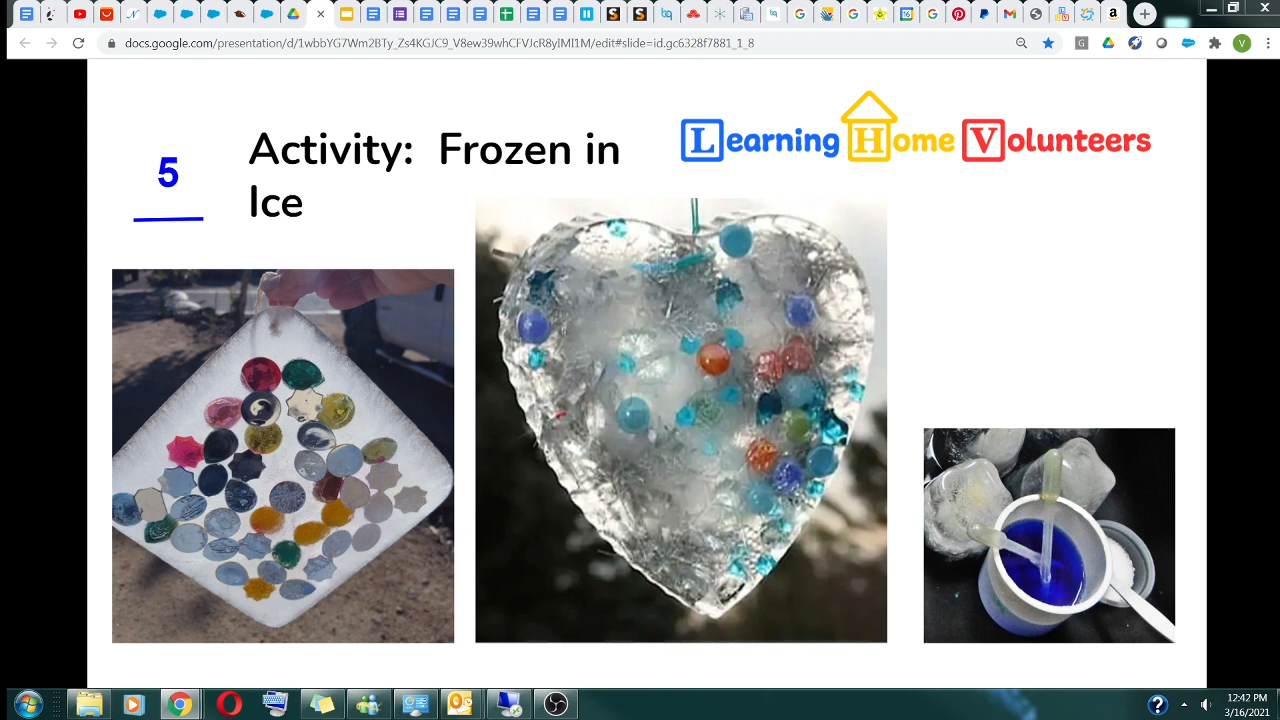 docs.google.com/presentation/d/1wbbYG7Wm2BTy_Zs4KGJC9_V8ewc9whCFVJoR8yIMI1M/edit#slide=id.gc6328f7881_1_8
5
Activity: Frozen in
Ice
Learning Home Volunteers
12:42 PM
3/16/2021